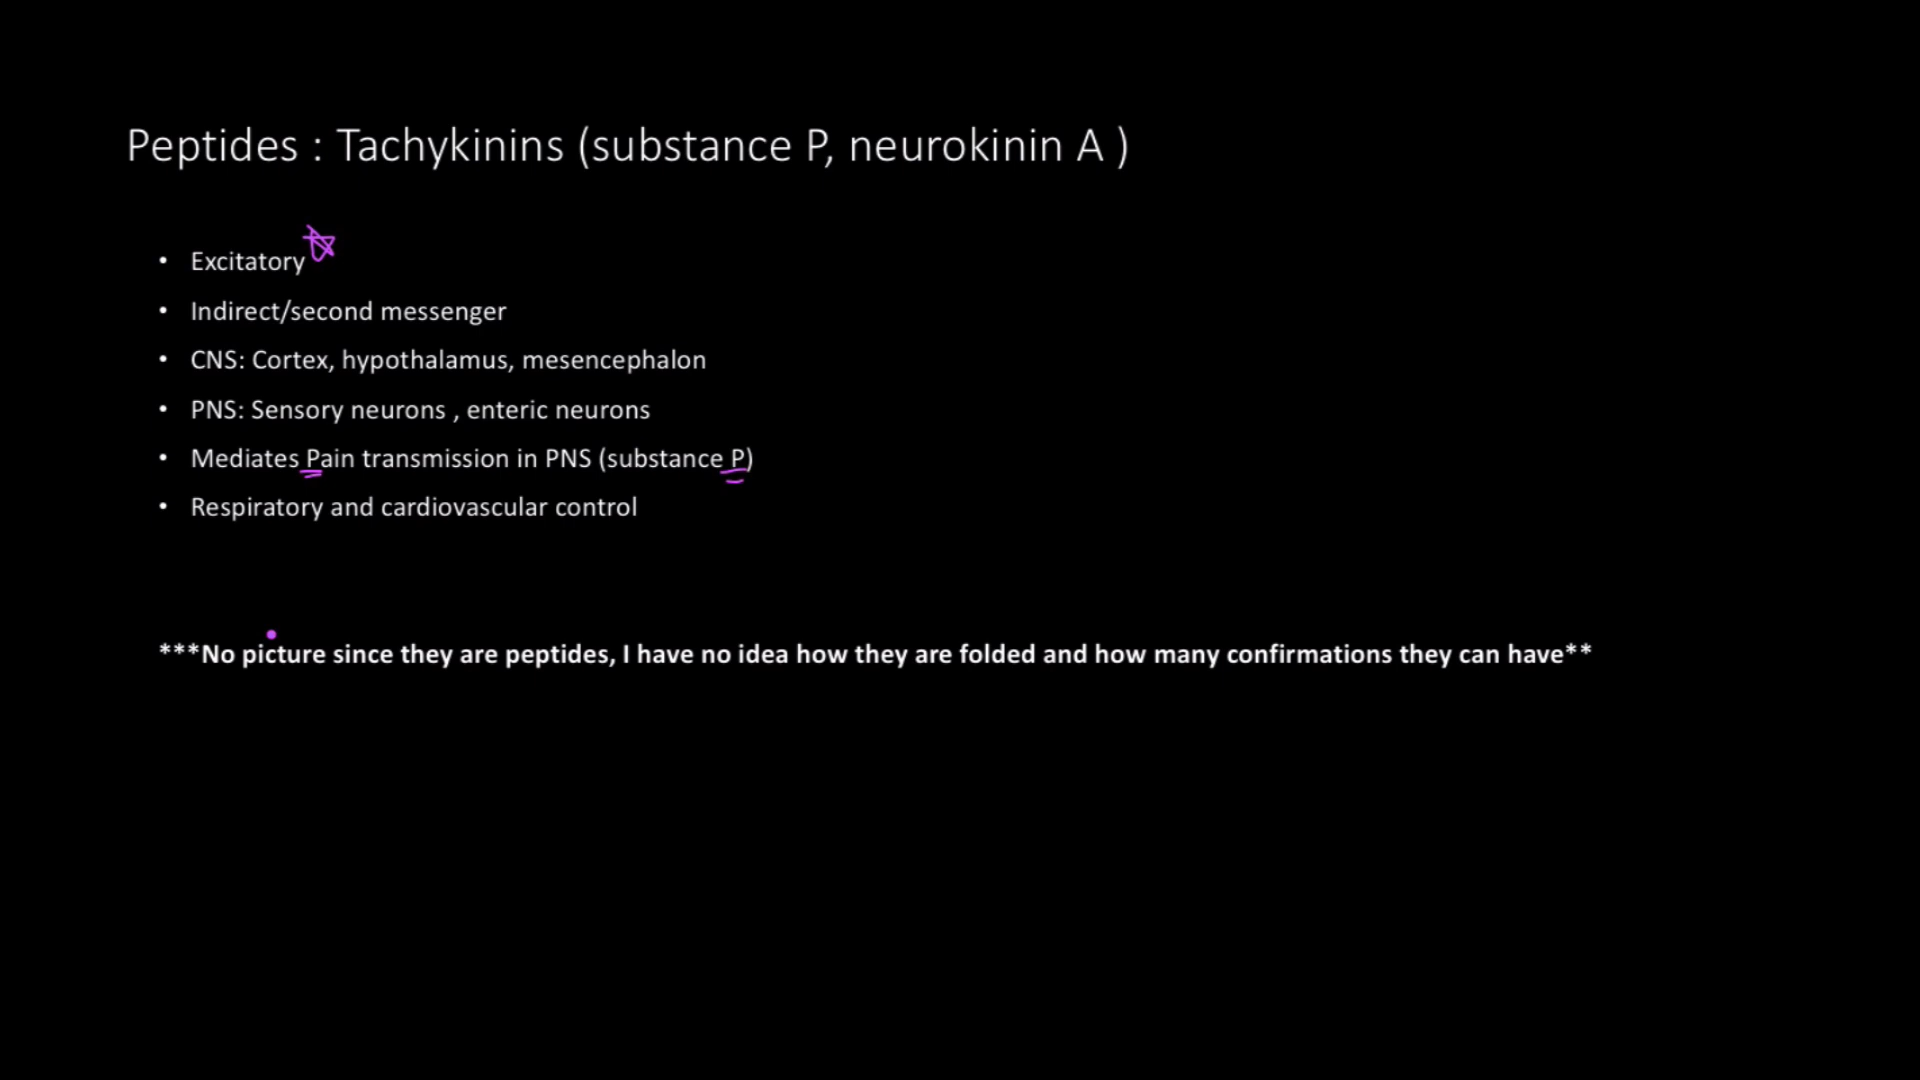 Peptides : Tachykinins (substance P, neurokinin A )
• Excitatory
• Indirect/second messenger
• CNS: Cortex, hypothalamus, mesencephalon
• PNS: Sensory neurons , enteric neurons
• Mediates Pain transmission in PNS (substance P)
• Respiratory and cardiovascular control
***No picture since they are peptides, I have no idea how they are folded and how many confirmations they can have**